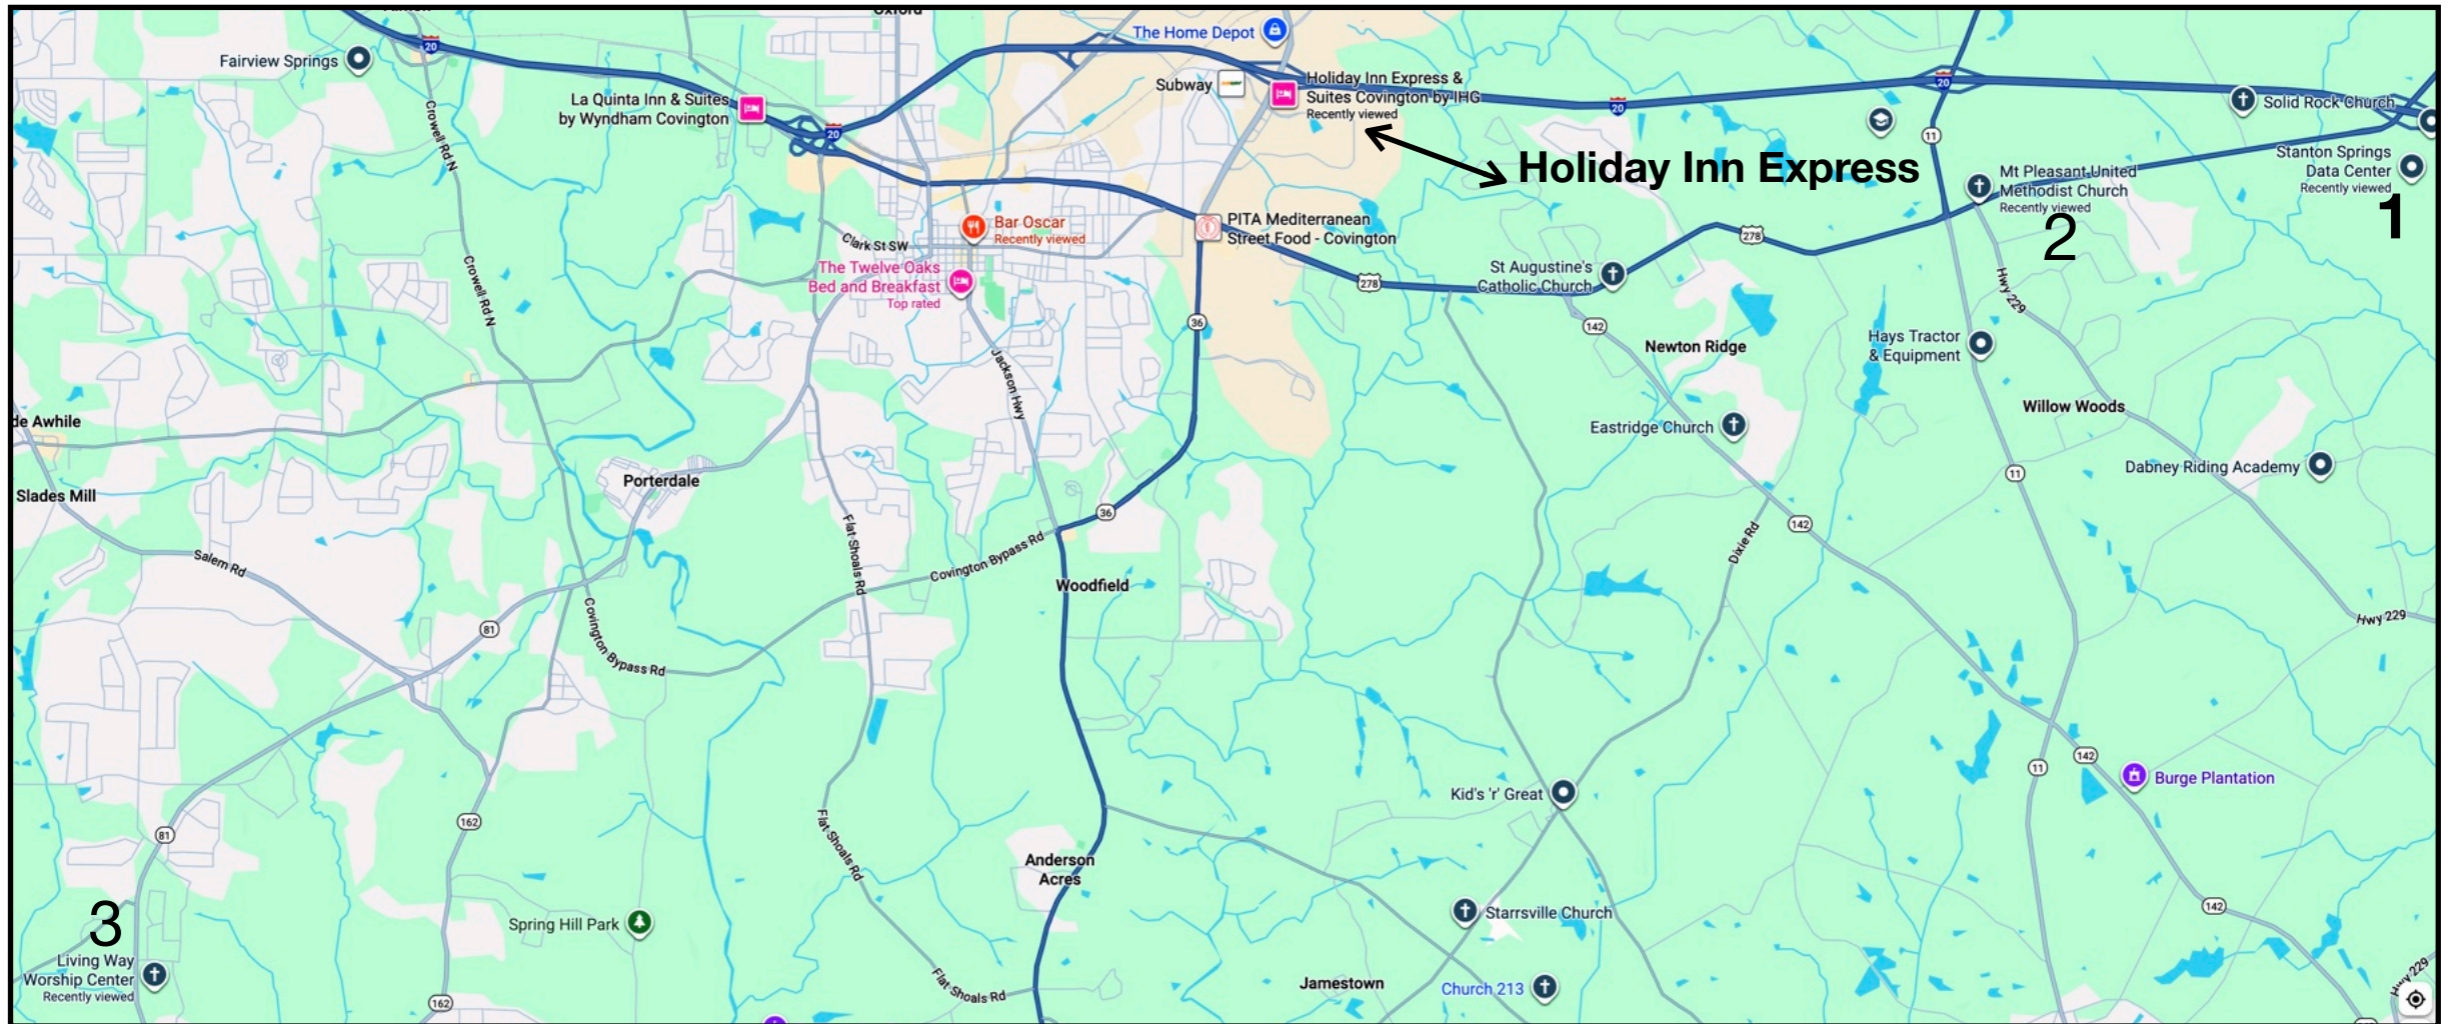 Oxford
The Home Depot
20
Fairview Springs
Subway
Holiday Inn Express &
Suites Covington by IHG
Recently viewed
La Quinta Inn & Suites
by Wyndham Covington
20
20
20
Solid Rock Church
Crowell Rd N
11
Holiday Inn Express
Stanton Springs
Data Center
Recently viewed
1
Mt Pleasant United
Methodist Church
Recently viewed
2
Bar Oscar
Recently viewed
PITA Mediterranean
Street Food - Covington
Clark St SW
278
The Twelve Oaks
Bed and Breakfast
Top rated
St Augustine's
Catholic Church
278
Crowell Rd N
Hwy 229
36
142
Hays Tractor
& Equipment
Newton Ridge
Jackson Hwy
Willow Woods
de Awhile
Eastridge Church
Dabney Riding Academy
11
Porterdale
Slades Mill
36
142
Dixie Rd
Flat Shoals Rd
Salem Rd
Covington Bypass Rd
Woodfield
Hwy 229
81
Covington Bypass Rd
142
11
Burge Plantation
Kid's 'r' Great
81
162
Flat Shoals Rd
Anderson
Acres
142
3
Spring Hill Park
Starrsville Church
Living Way
Worship Center
Recently viewed
Flat Shoals Rd
Jamestown
Church 213
Hwy 229
162